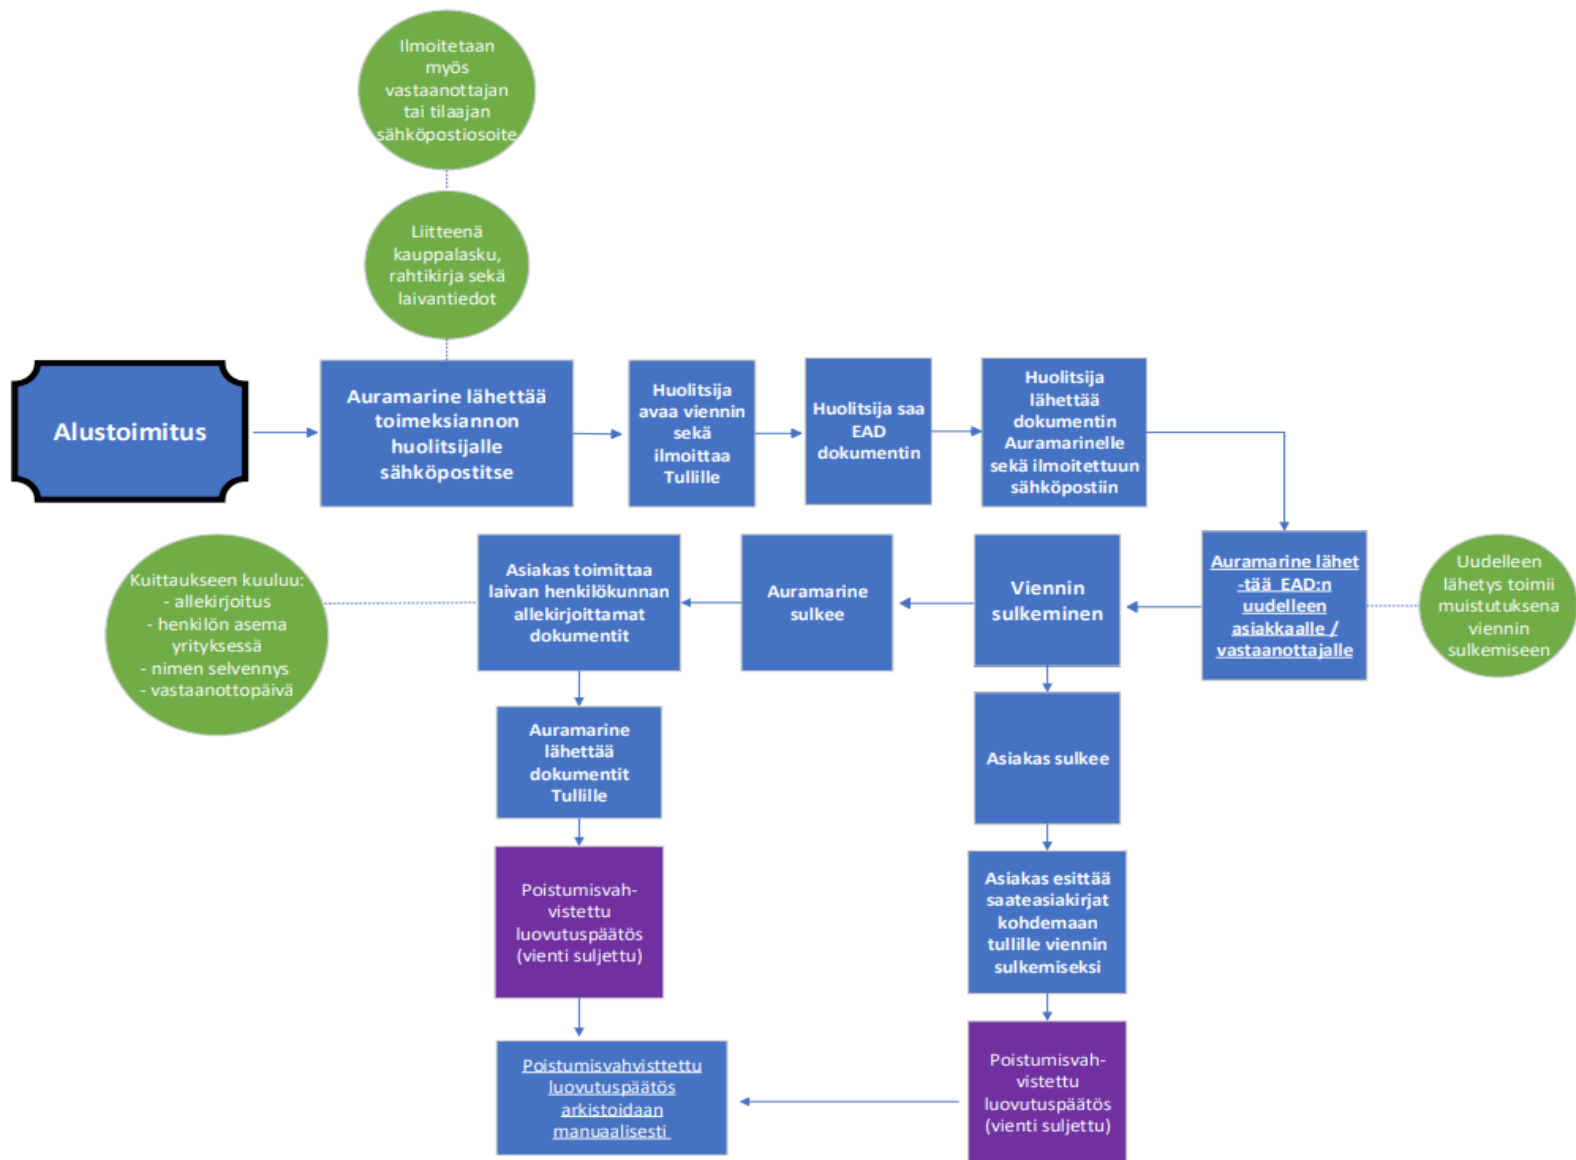 Ilmoitetaan
myös
vastaanottajan
tai tilaajan
sähköpostiosoite
Liitteenä
kauppalasku,
rahtikirja sekä
laivantiedot
Alustoimitus
Auramarine lähettää
toimeksiannon
huolitsijalle
sähköpostitse
Huolitsija
avaa viennin
sekä
ilmoittaa
Tullille
Huolitsija saa
EAD
dokumentin
Huolitsija
lähettää
dokumentin
Auramarinelle
sekä ilmoitettuun
sähköpostiin
Auramarine lähet
-tää EAD:n
uudelleen
asiakkaalle /
vastaanottajalle
Uudelleen
lähetys toimii
muistutuksena
viennin
sulkemiseen
Viennin
sulkeminen
Auramarine
sulkee
Asiakas toimittaa
laivan henkilökunnan
allekirjoittamat
dokumentit
Kuittaukseen kuuluu:
- allekirjoitus
- henkilön asema
yrityksessä
- nimen selvennys
- vastaanottopäivä
Auramarine
lähettää
dokumentit
Tullille
Asiakas sulkee
Poistumisvah-
vistettu
luovutuspäätös
(vienti suljettu)
Asiakas esittää
saateasiakirjat
kohdemaan
tullille viennin
sulkemiseksi
Poistumisvahvisttettu
luovutuspäätös
arkistoidaan
manuaalisesti
Poistumisvah-
vistettu
luovutuspäätös
(vienti suljettu)